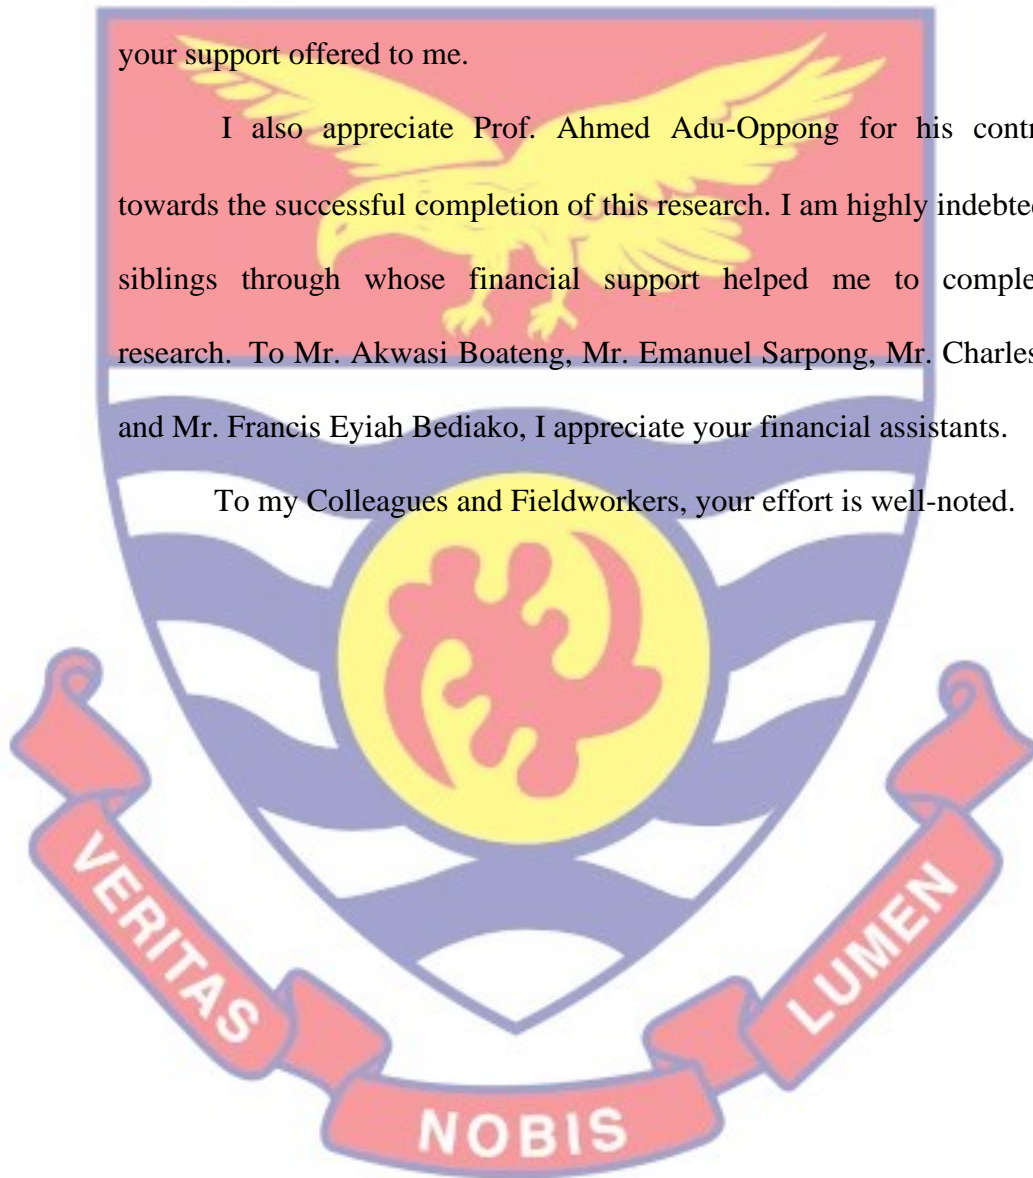 your support offered to me.
I also appreciate Prof. Ahmed Adu-Oppong for his contr
towards the successful completion of this research. I am highly indebted
siblings through whose financial support helped me to comple
research. To Mr. Akwasi Boateng, Mr. Emanuel Sarpong, Mr. Charles
and Mr. Francis Eyiah Bediako, I appreciate your financial assistants.
To my Colleagues and Fieldworkers, your effort is well-noted.
VERITAS
NOBIS
LUMEN